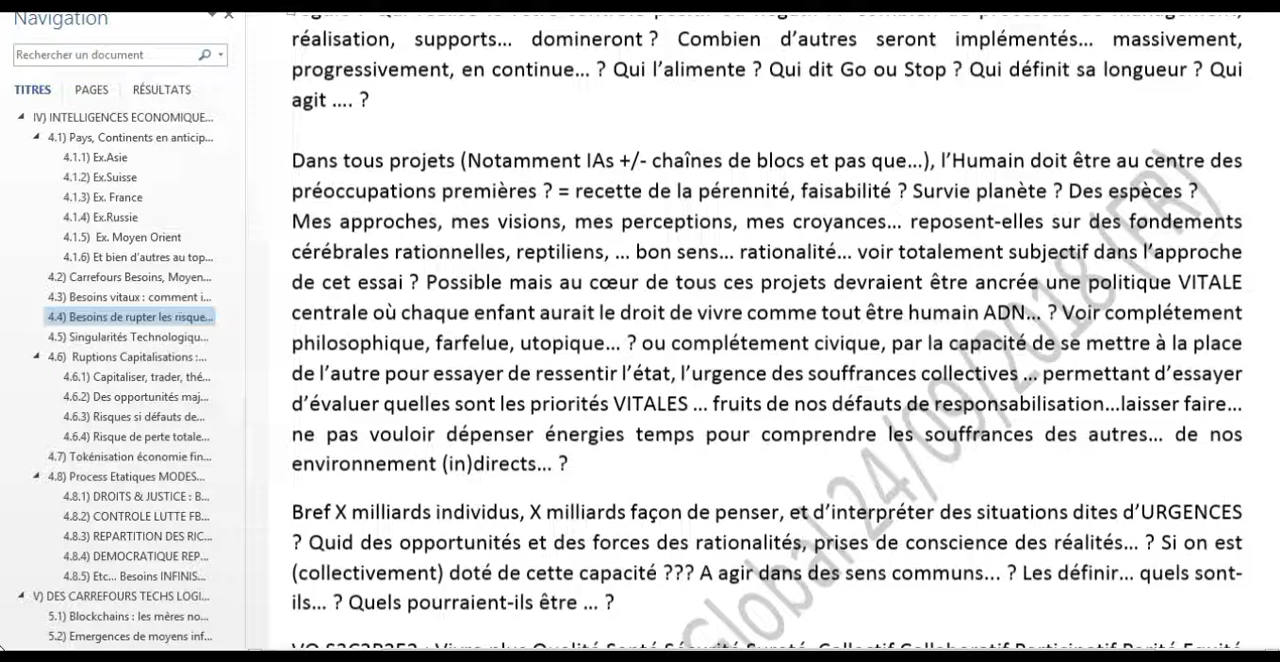 Navigation
Rechercher un document
TITRES PAGES RÉSULTATS
IV) INTELLIGENCES ECONOMIQUE...
4.1) Pays, Continents en anticip...
4.1.1) Ex.Asie
4.1.2) Ex.Suisse
4.1.3) Ex. France
4.1.4) Ex.Russie
4.1.5) Ex. Moyen Orient
4.1.6) Et bien d'autres au top...
4.2) Carrefours Besoins, Moyen...
4.3) Besoins vitaux : comment i...
4.4) Besoins de rupter les risque...
4.5) Singularités Technologiqu...
4.6) Ruptions Capitalisations :...
4.6.1) Capitaliser, trader, thé...
4.6.2) Des opportunités maj...
4.6.3) Risques si défauts de...
4.6.4) Risque de perte totale...
4.7) Tokénisation économie fin...
4.8) Process Etatiques MODES...
4.8.1) DROITS & JUSTICE : B...
4.8.2) CONTROLE LUTTE FB...
4.8.3) REPARTITION DES RIC...
4.8.4) DEMOCRATIQUE REP...
4.8.5) Etc... Besoins INFINIS...
V) DES CARREFOURS TECHS LOGI...
5.1) Blockchains : les mères no...
5.2) Emergences de moyens inf...
réalisation, supports... domineront ? Combien d'autres seront implémentés... massivement,
progressivement, en continue... ? Qui l'alimente ? Qui dit Go ou Stop ? Qui définit sa longueur ? Qui
agit .... ?
Dans tous projets (Notamment IAs +/- chaînes de blocs et pas que...), l'Humain doit être au centre des
préoccupations premières ? = recette de la pérennité, faisabilité ? Survie planète ? Des espèces ?
Mes approches, mes visions, mes perceptions, mes croyances... reposent-elles sur des fondements
cérébrales rationnelles, reptiliens, ... bon sens... rationalité... voir totalement subjectif dans l'approche
de cet essai ? Possible mais au cœur de tous ces projets devraient être ancrée une politique VITALE
centrale où chaque enfant aurait le droit de vivre comme tout être humain ADN... ? Voir complétement
philosophique, farfelue, utopique... ? ou complétement civique, par la capacité de se mettre à la place
de l'autre pour essayer de ressentir l'état, l'urgence des souffrances collectives ... permettant d'essayer
d'évaluer quelles sont les priorités VITALES ... fruits de nos défauts de responsabilisation...laisser faire...
ne pas vouloir dépenser énergies temps pour comprendre les souffrances des autres... de nos
environnement (in)directs... ?
Bref X milliards individus, X milliards façon de penser, et d'interpréter des situations dites d'URGENCES
? Quid des opportunités et des forces des rationalités, prises de conscience des réalités... ? Si on est
(collectivement) doté de cette capacité ??? A agir dans des sens communs... ? Les définir... quels sont-
ils... ? Quels pourraient-ils être ... ?
Global 24/09/2018 (FR)